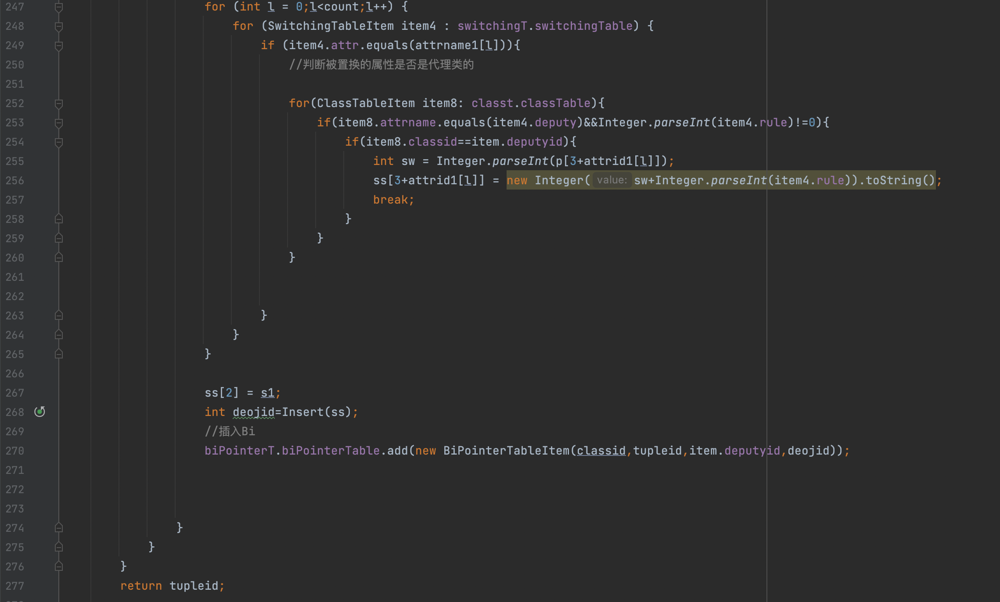 247 for (int l = 0;l<count;l++) {
248 for (SwitchingTableItem item4 : switchingT.switchingTable) {
249 if (item4.attr.equals(attrname1[l])){
250 //判断被置换的属性是否是代理类的
251
252 for(ClassTableItem item8: classt.classTable){
253 if(item8.attrname.equals(item4.deputy)&&Integer.parseInt(item4.rule)!=0){
254 if(item8.classid==item.deputyid){
255 int sw = Integer.parseInt(p[3+attrid1[l]]);
256 ss[3+attrid1[l]] = new Integer( value: sw+Integer.parseInt(item4.rule)).toString();
257 break;
258 }
259 }
260 }
261
262
263 }
264 }
265 }
266
267 ss[2] = s1;
268 int deojid=Insert(ss);
269 //插入Bi
270 biPointerT.biPointerTable.add(new BiPointerTableItem(classid,tupleid,item.deputyid,deojid));
271
272
273
274 }
275 }
276 }
277 return tupleid;